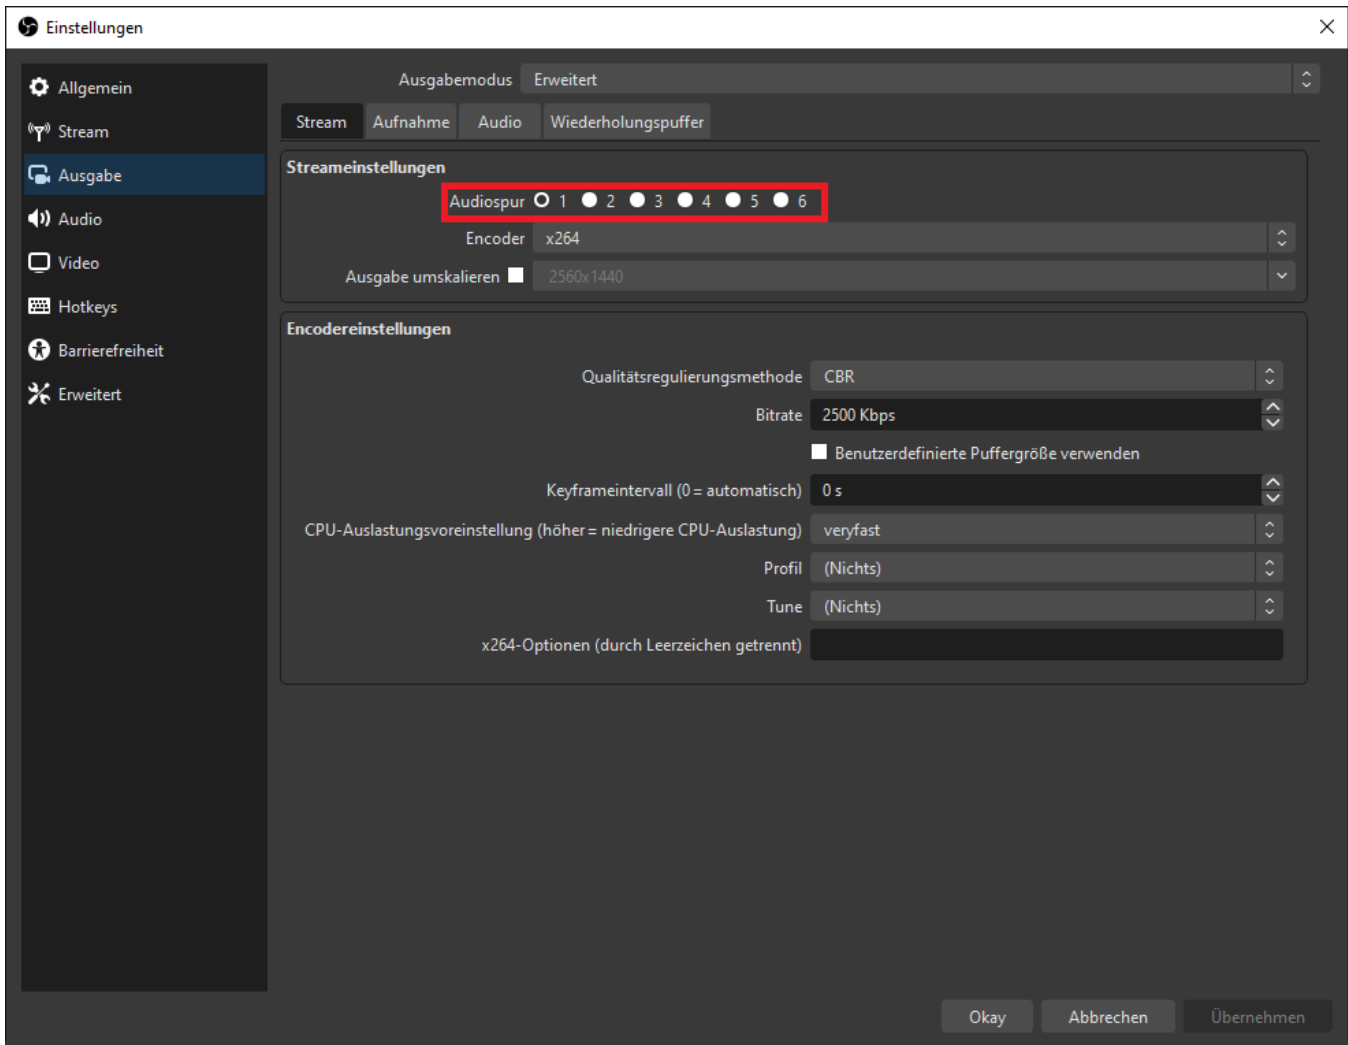 Einstellungen
Allgemein
Stream
Ausgabe
Audio
Video
Hotkeys
Barrierefreiheit
Erweitert
Ausgabemodus Erweitert
Stream Aufnahme Audio Wiederholungspuffer
Streameinstellungen
Audiospur 1 2 3 4 5 6
Encoder x264
Ausgabe umskalieren 2560x1440
Encodereinstellungen
Qualitätsregulierungsmethode CBR
Bitrate 2500 Kbps
Benutzerdefinierte Puffergröße verwenden
Keyframeintervall (0 = automatisch) 0 s
CPU-Auslastungsvoreinstellung (höher = niedrigere CPU-Auslastung) veryfast
Profil (Nichts)
Tune (Nichts)
x264-Optionen (durch Leerzeichen getrennt)
Okay Abbrechen Übernehmen